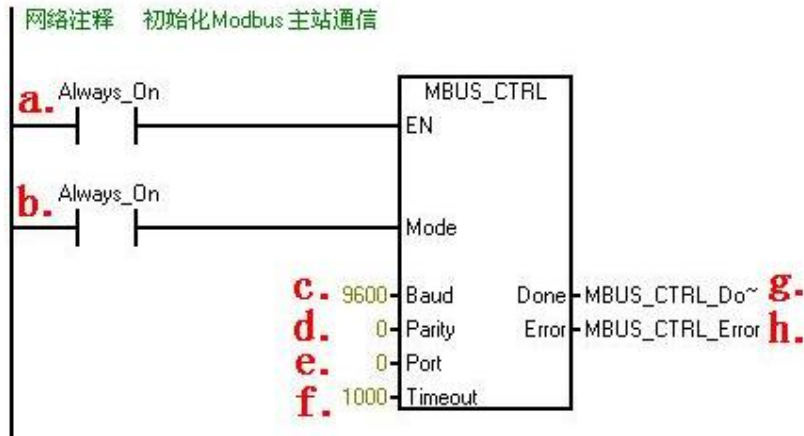 网络注释 初始化Modbus 主站通信
a. Always_On
MBUS_CTRL
EN
b. Always_On
Mode
c. 9600 Baud Done MBUS_CTRL_Do~ g.
d. 0 Parity Error MBUS_CTRL_Error h.
e. 0 Port
f. 1000 Timeout